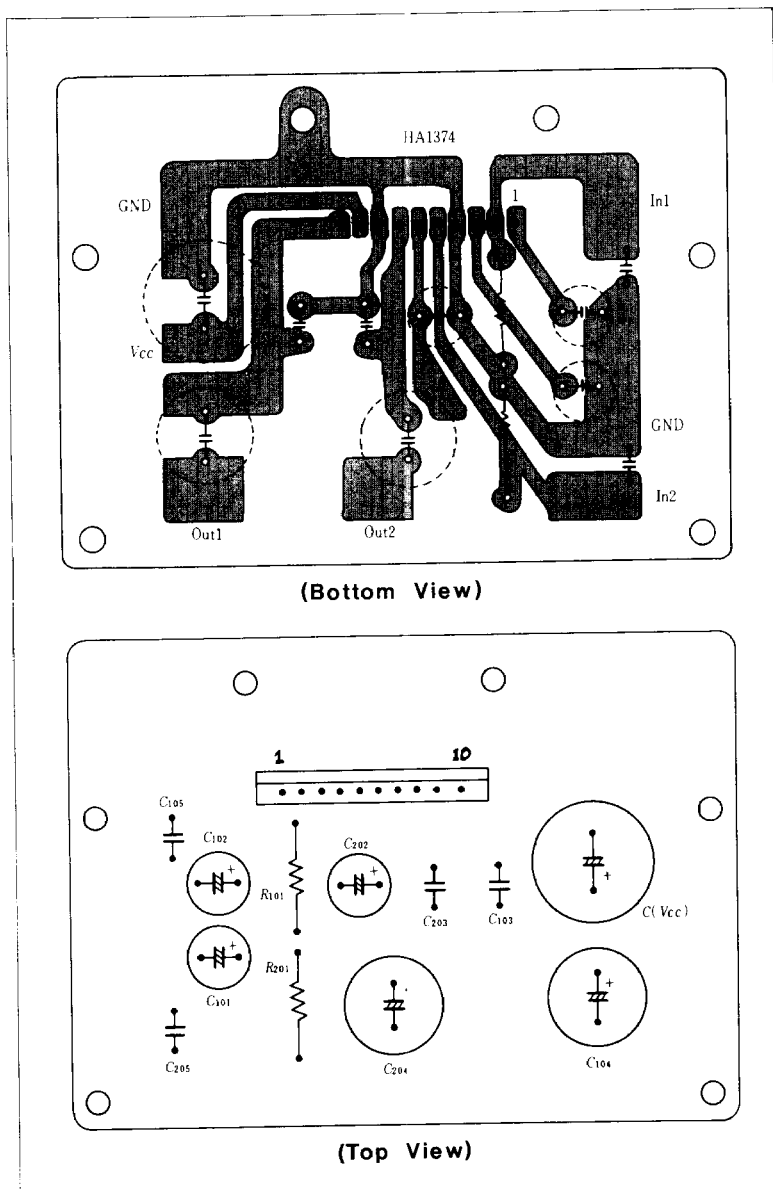 HA1374
GND
1
In1
Vcc
GND
In2
Out1
Out2
(Bottom View)
1
10
C105
C102
C202
R101
C203
C103
C(Vcc)
R201
C101
C205
C204
C104
(Top View)